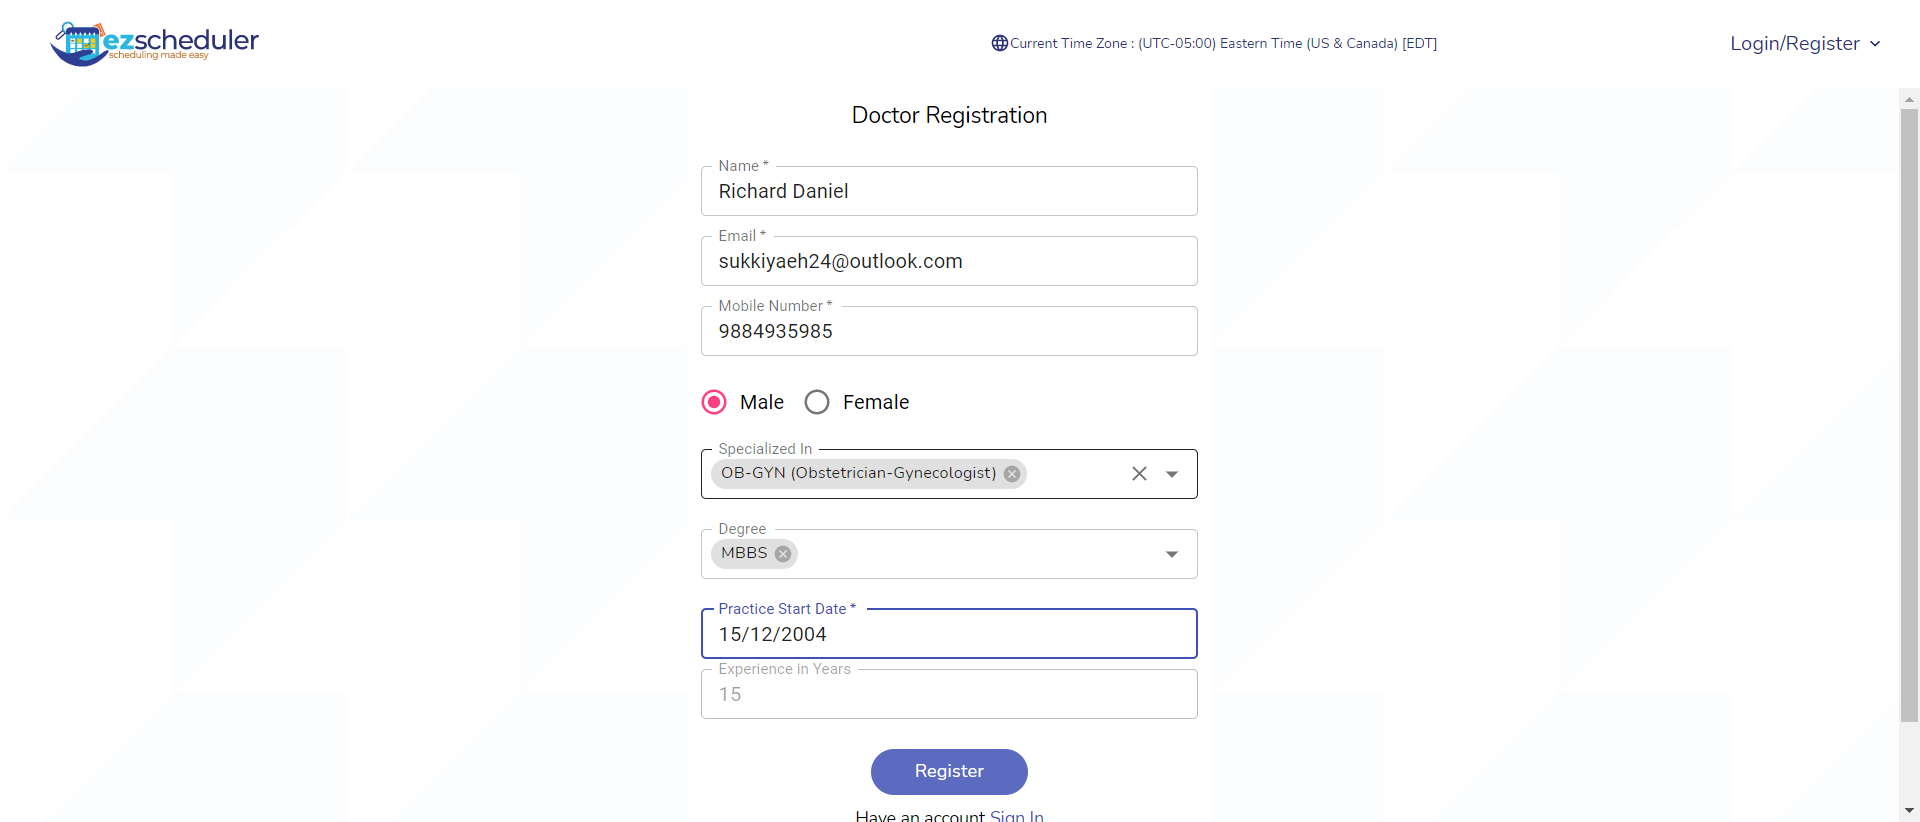 ezscheduler
scheduling made easy
Current Time Zone : (UTC-05:00) Eastern Time (US & Canada) [EDT]
Login/Register
Doctor Registration
Name *
Richard Daniel
Email *
sukkiyaeh24@outlook.com
Mobile Number *
9884935985
Male Female
Specialized In
OB-GYN (Obstetrician-Gynecologist)
Degree
MBBS
Practice Start Date *
15/12/2004
Experience in Years
15
Register
Have an account Sign In